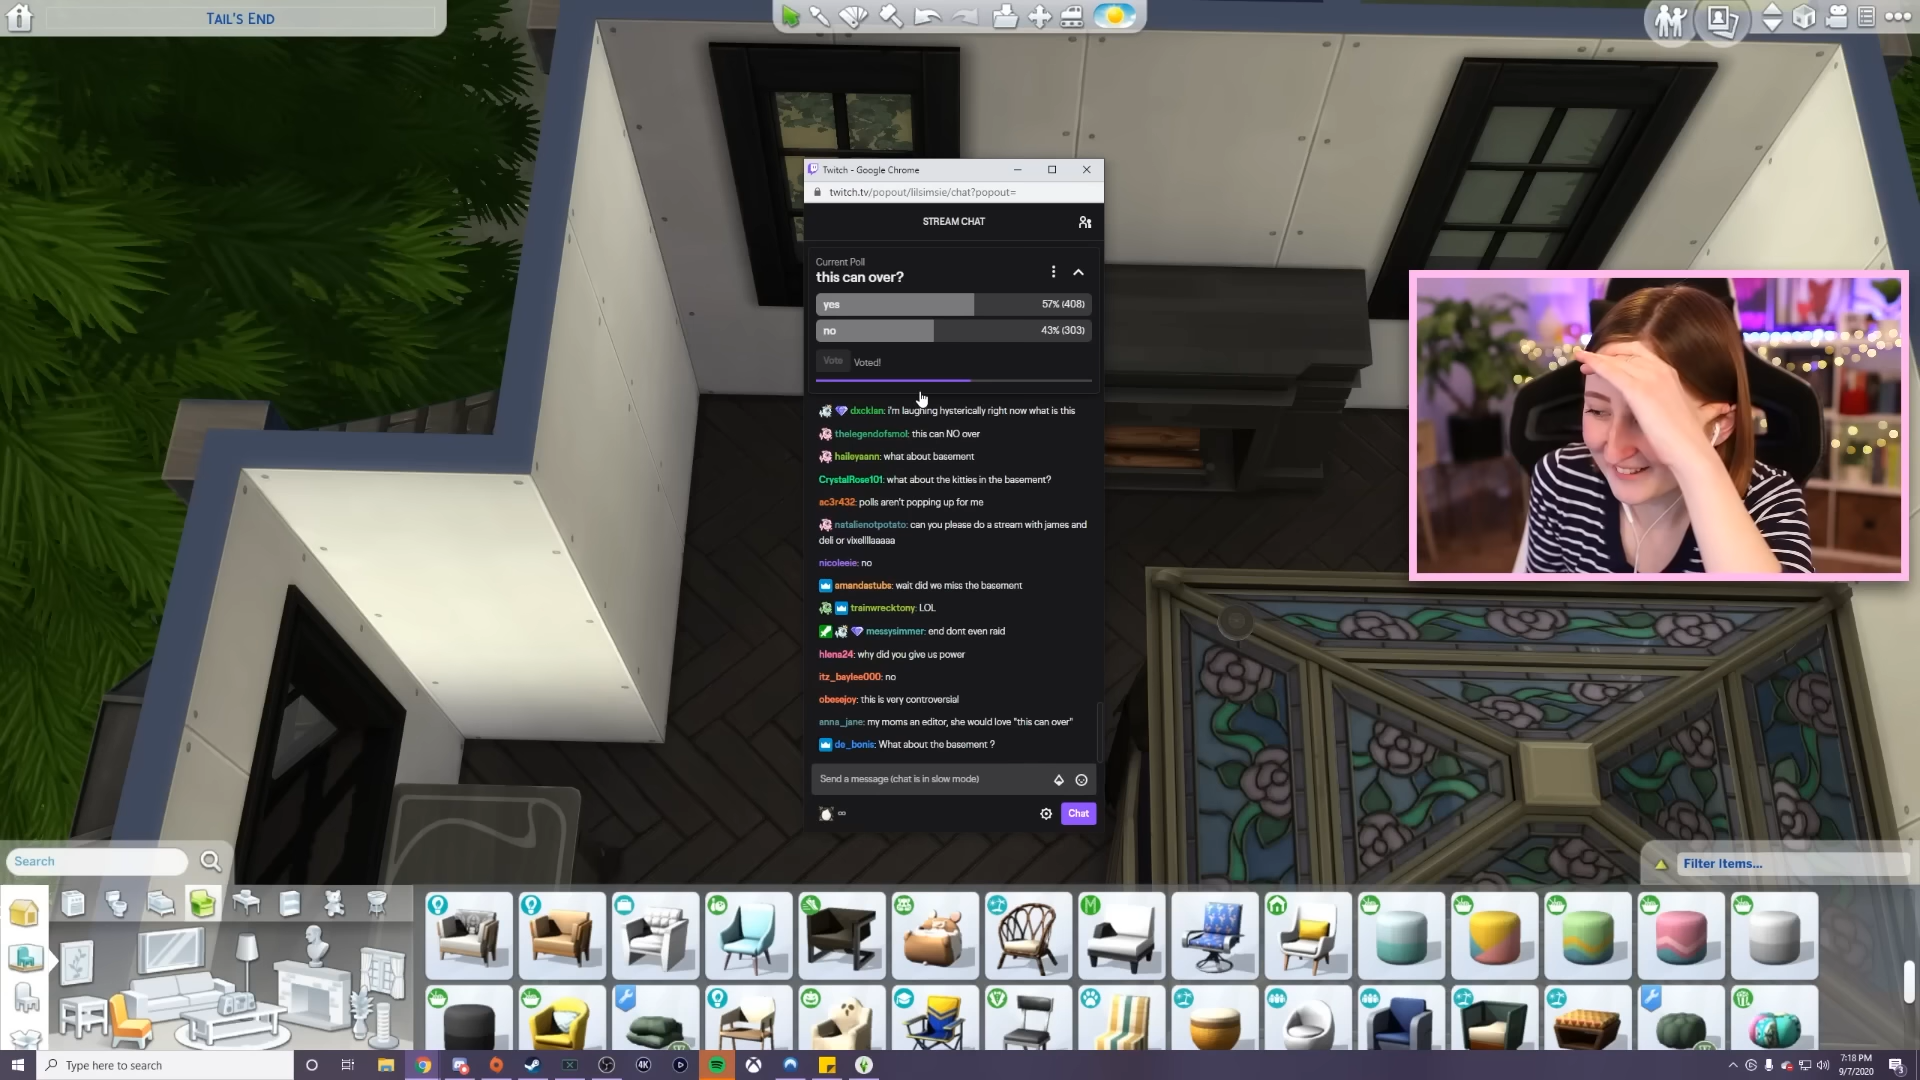 Tail's End
Twitch - Google Chrome
twitch.tv/popout/lilsimsie/chat?popout=
STREAM CHAT
Current Poll
this can over?
yes 57% (408)
no 43% (303)
Vote Voted!
dxcklan: i'm laughing hysterically right now what is this
thelegendofsmol: this can NO over
haileyaann: what about basement
CrystalRose101: what about the kitties in the basement?
ac3r432: polls aren't popping up for me
natalienotpotato: can you please do a stream with james and
deli or vixellllaaaaa
nicoleeie: no
amandastubs: wait did we miss the basement
trainwrecktony: LOL
messysimmer: end dont even raid
hlena24: why did you give us power
itz_baylee000: no
obesejoy: this is very controversial
anna_jane: my moms an editor, she would love "this can over"
de_bonis: What about the basement ?
Send a message (chat is in slow mode)
Chat
Search
Filter Items...
Type here to search
4K
7:18 PM
9/7/2020